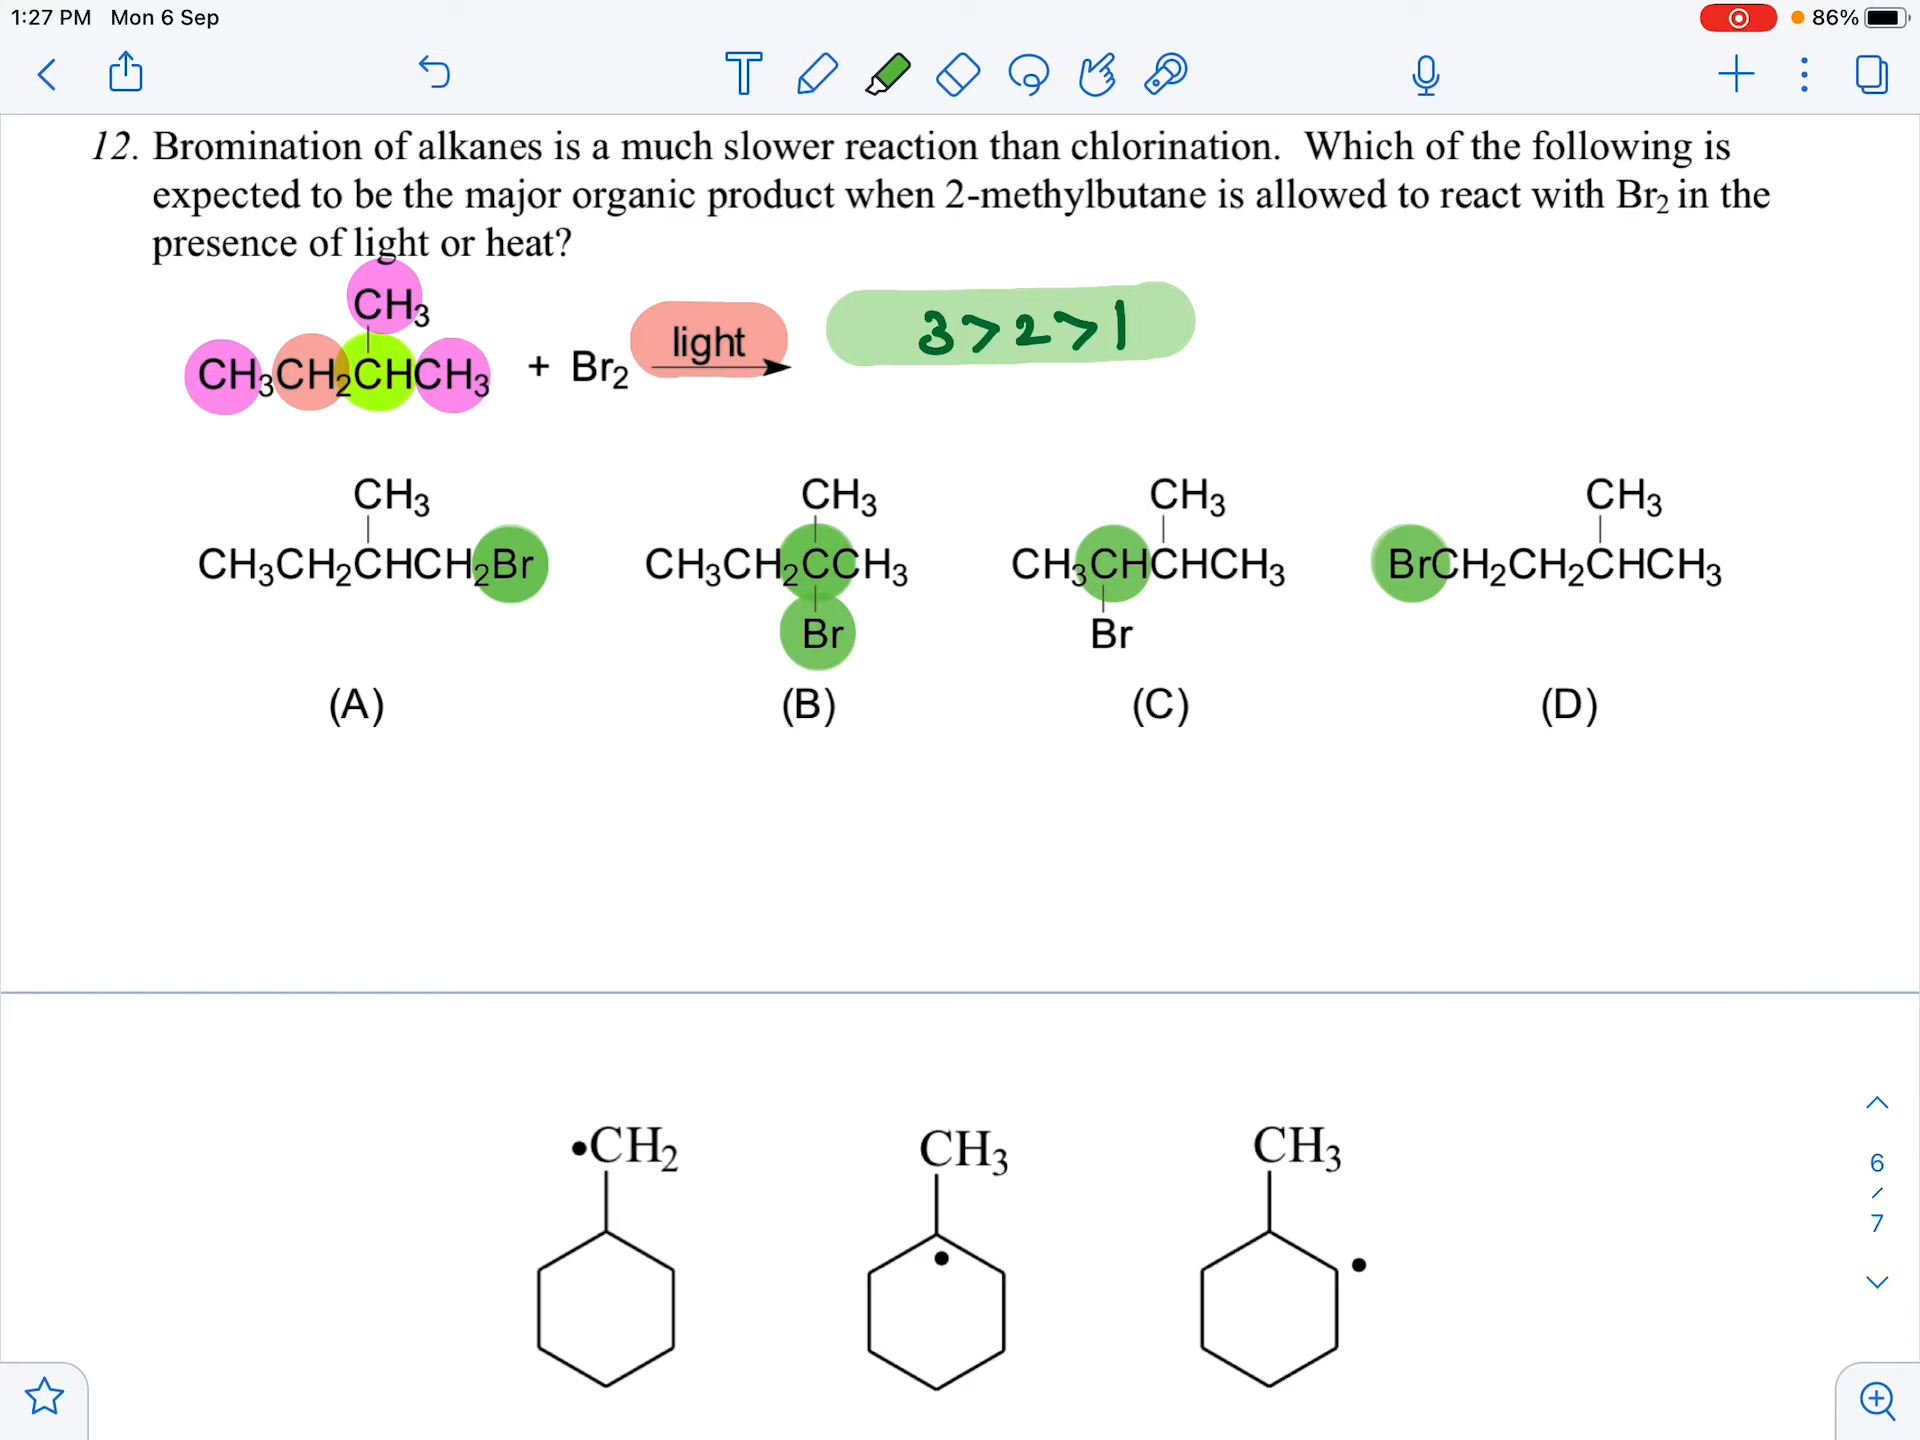 1:27 PM Mon 6 Sep
86%
T
12. Bromination of alkanes is a much slower reaction than chlorination. Which of the following is
expected to be the major organic product when 2-methylbutane is allowed to react with Br₂ in the
presence of light or heat?
CH₃
CH₃CH₂CHCH₃ + Br₂ light
3>2>1
CH₃ CH₃ CH₃ CH₃
CH₃CH₂CHCH₂Br CH₃CH₂CCH₃ CH₃CHCHCH₃ BrCH₂CH₂CHCH₃
Br Br
(A) (B) (C) (D)
•CH₂ CH₃ CH₃
• •
6
/
7